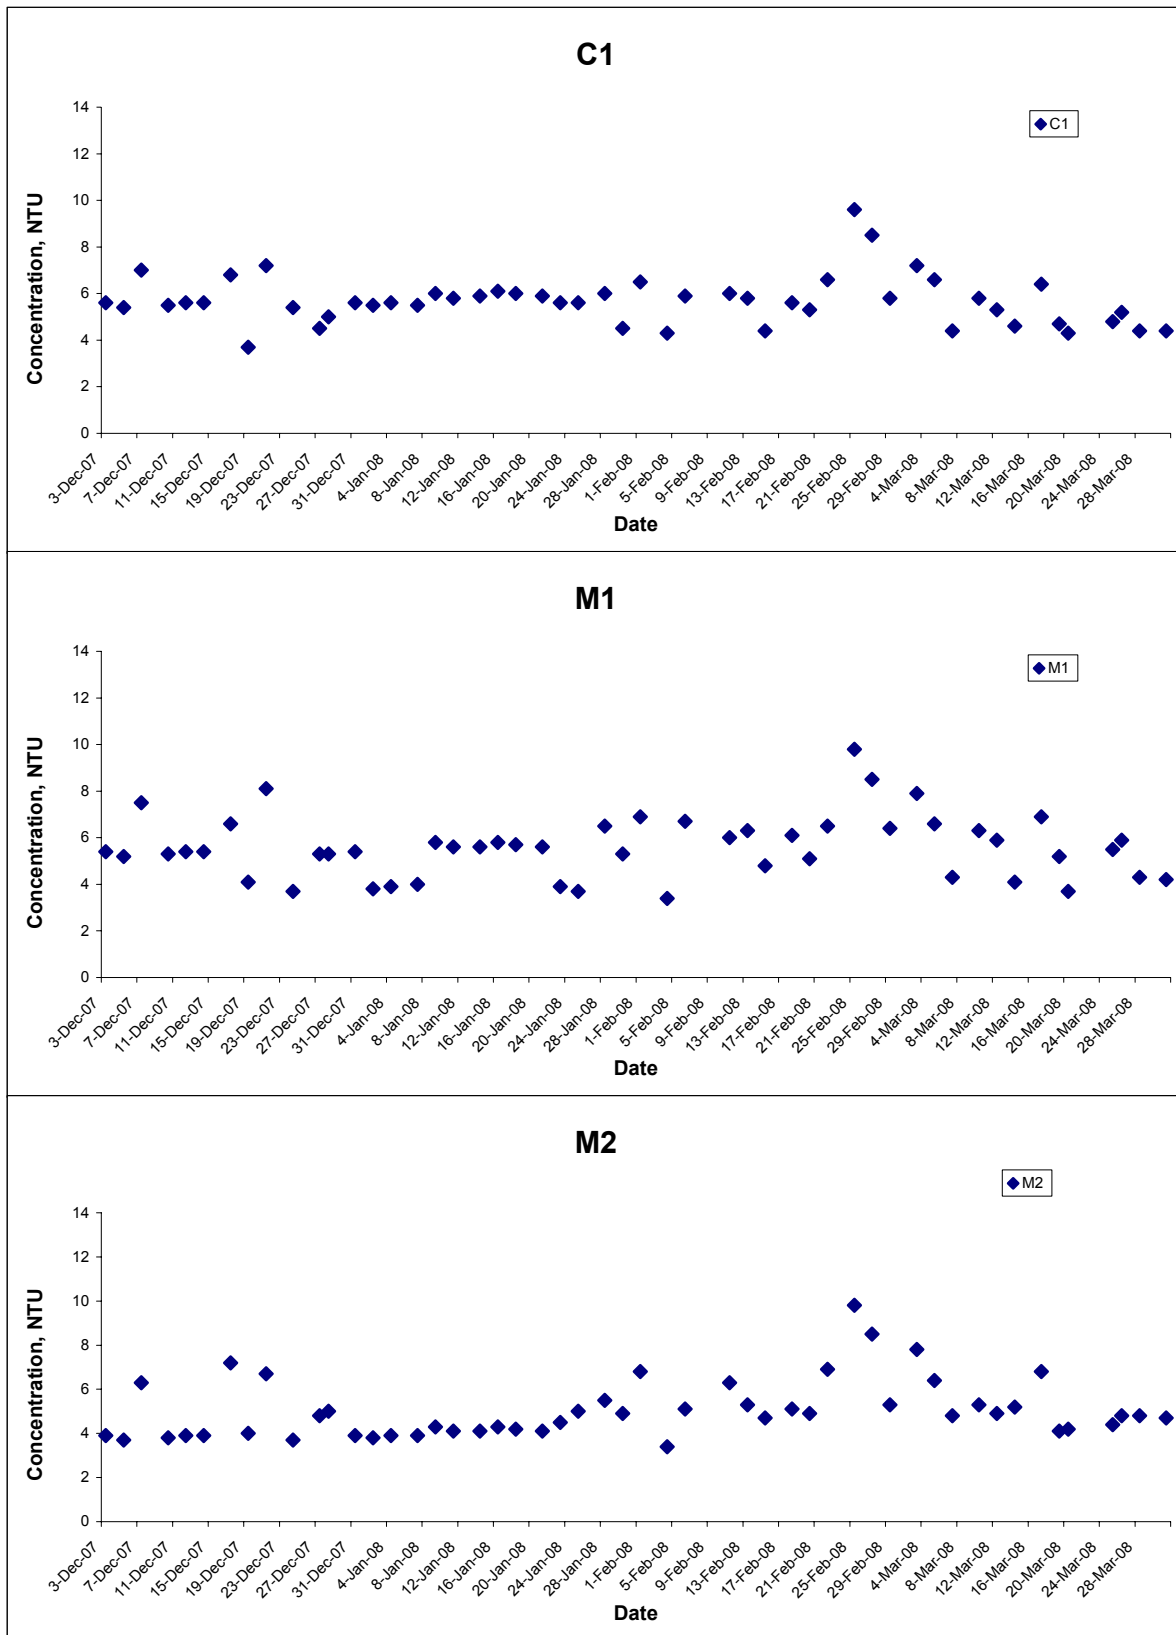 C1
14
12
10
8
6
4
2
0
Concentration, NTU
C1
3-Dec-07 7-Dec-07 11-Dec-07 15-Dec-07 19-Dec-07 23-Dec-07 27-Dec-07 31-Dec-07 4-Jan-08 8-Jan-08 12-Jan-08 16-Jan-08 20-Jan-08 24-Jan-08 28-Jan-08 1-Feb-08 5-Feb-08 9-Feb-08 13-Feb-08 17-Feb-08 21-Feb-08 25-Feb-08 29-Feb-08 4-Mar-08 8-Mar-08 12-Mar-08 16-Mar-08 20-Mar-08 24-Mar-08 28-Mar-08
Date
M1
14
12
10
8
6
4
2
0
Concentration, NTU
M1
3-Dec-07 7-Dec-07 11-Dec-07 15-Dec-07 19-Dec-07 23-Dec-07 27-Dec-07 31-Dec-07 4-Jan-08 8-Jan-08 12-Jan-08 16-Jan-08 20-Jan-08 24-Jan-08 28-Jan-08 1-Feb-08 5-Feb-08 9-Feb-08 13-Feb-08 17-Feb-08 21-Feb-08 25-Feb-08 29-Feb-08 4-Mar-08 8-Mar-08 12-Mar-08 16-Mar-08 20-Mar-08 24-Mar-08 28-Mar-08
Date
M2
14
12
10
8
6
4
2
0
Concentration, NTU
M2
3-Dec-07 7-Dec-07 11-Dec-07 15-Dec-07 19-Dec-07 23-Dec-07 27-Dec-07 31-Dec-07 4-Jan-08 8-Jan-08 12-Jan-08 16-Jan-08 20-Jan-08 24-Jan-08 28-Jan-08 1-Feb-08 5-Feb-08 9-Feb-08 13-Feb-08 17-Feb-08 21-Feb-08 25-Feb-08 29-Feb-08 4-Mar-08 8-Mar-08 12-Mar-08 16-Mar-08 20-Mar-08 24-Mar-08 28-Mar-08
Date